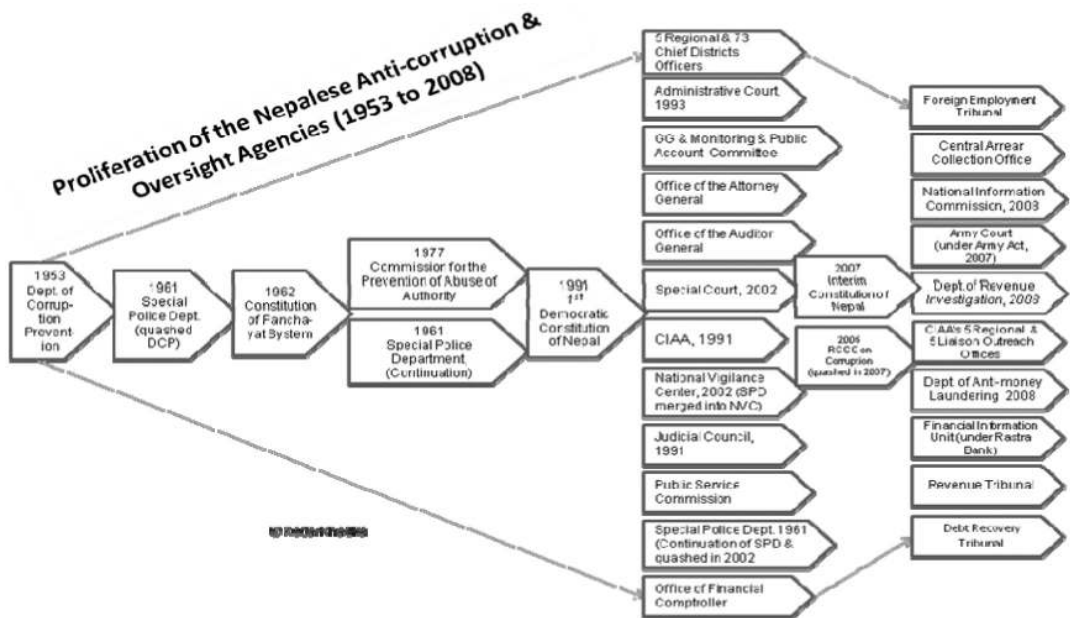 Proliferation of the Nepalese Anti-corruption &
Oversight Agencies (1953 to 2008)
1953
Dept. of
Corrup-
tion
Prevent-
ion
1961
Special
Police Dept.
(quashed
DCP)
1962
Constitution
of Pancha-
yat System
1977
Commission for the
Prevention of Abuse of
Authority
1961
Special Police
Department,
(Continuation)
1991
1st
Democratic
Constitution
of Nepal
5 Regional & 73
Chief Districts
Officers
Administrative Court,
1993
GG & Monitoring & Public
Account Committee
Office of the Attorney
General
Office of the Auditor
General
Special Court, 2002
CIAA, 1991
National Vigilance
Center, 2002 (SPD
merged into NVC)
Judicial Council,
1991
Public Service
Commission
Special Police Dept. 1961
(Continuation of SPD &
quashed in 2002
Office of Financial
Comptroller
2007
Interim
Constitution of
Nepal
RCCC on
Corruption
(quashed in 2007)
Foreign Employment
Tribunal
Central Arrear
Collection Office
National Information
Commission, 2008
Army Court
(under Army Act,
2007)
Dept. of Revenue
Investigation, 2008
CIAA's 5 Regional &
5 Liaison Outreach
Offices
Dept. of Anti-money
Laundering 2008
Financial Information
Unit (under Rastra
Bank)
Revenue Tribunal
Debt Recovery
Tribunal